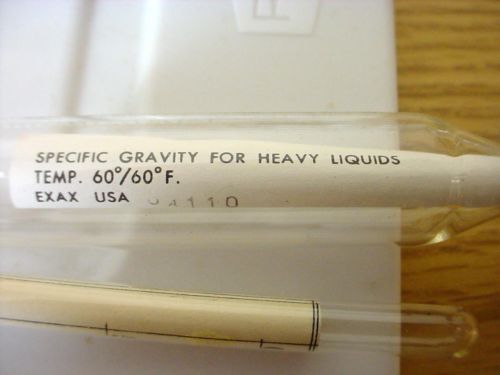 SPECIFIC GRAVITY FOR HEAVY LIQUIDS
TEMP. 60°/60°F.
EXAX USA